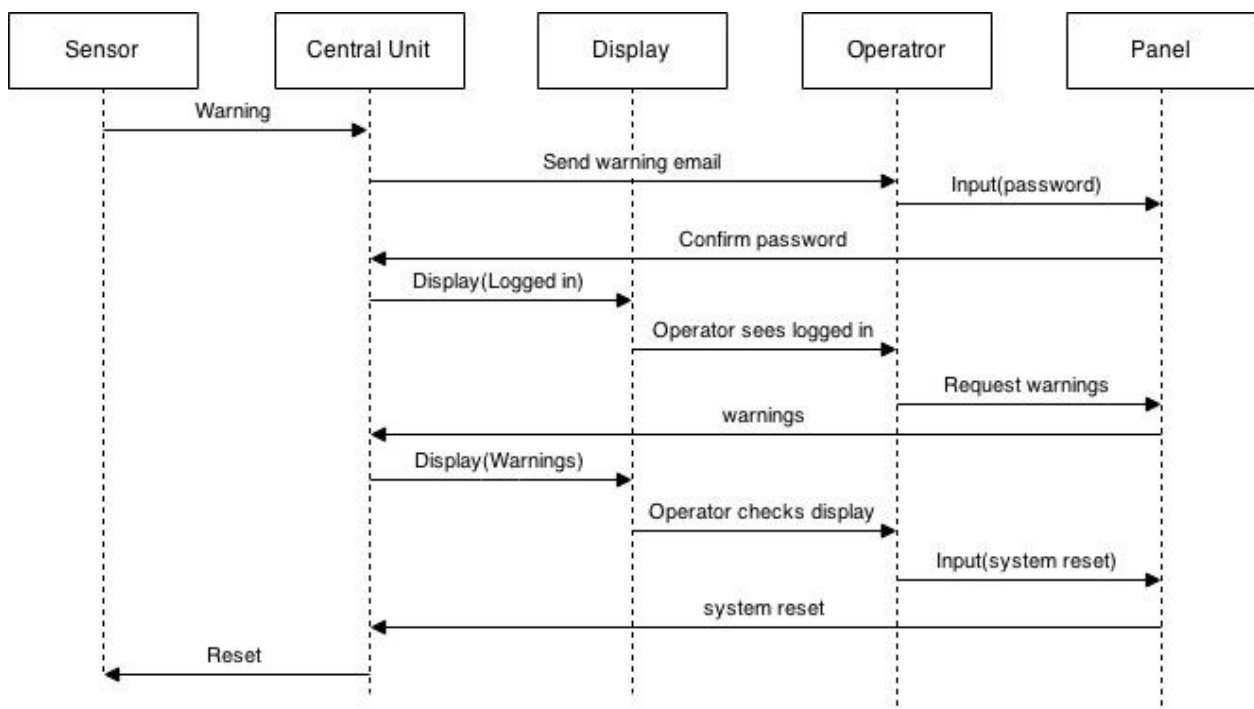 Sensor
Central Unit
Display
Operatror
Panel
Warning
Send warning email
Input(password)
Confirm password
Display(Logged in)
Operator sees logged in
Request warnings
warnings
Display(Warnings)
Operator checks display
Input(system reset)
system reset
Reset